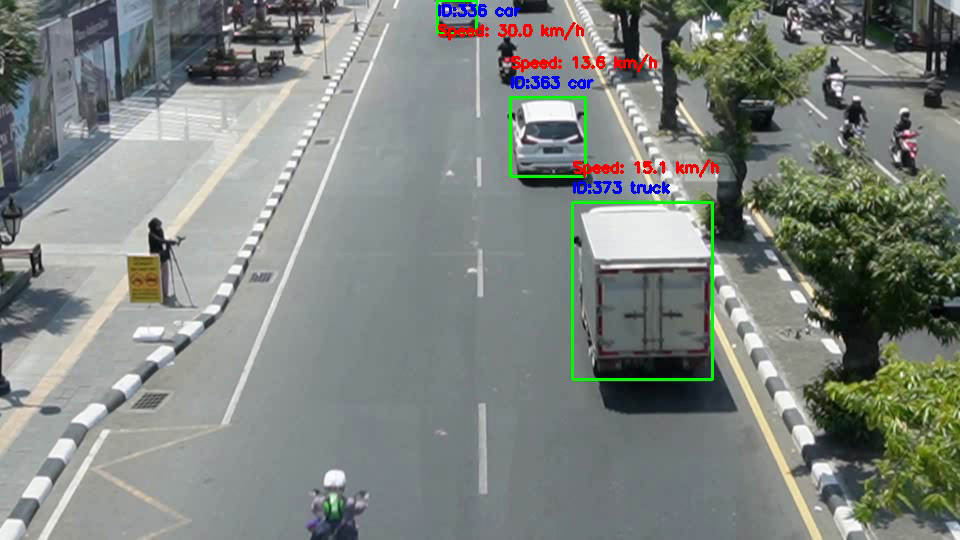 ID:336 car
Speed: 30.0 km/h
Speed: 13.6 km/h
ID:363 car
Speed: 15.1 km/h
ID:373 truck